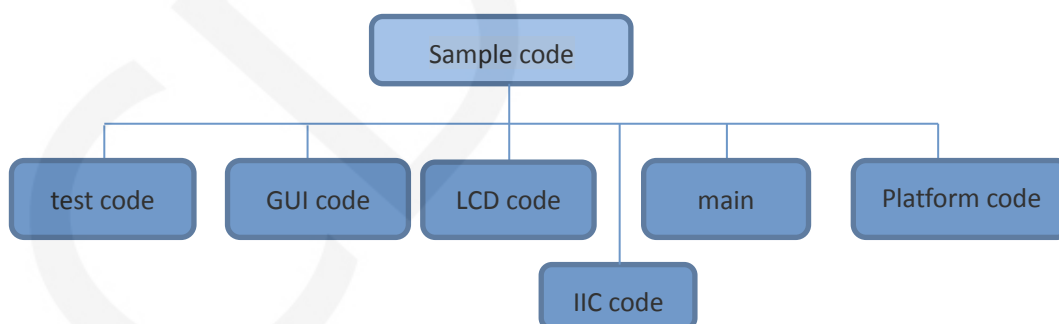 Sample code
test code
GUI code
LCD code
main
Platform code
IIC code